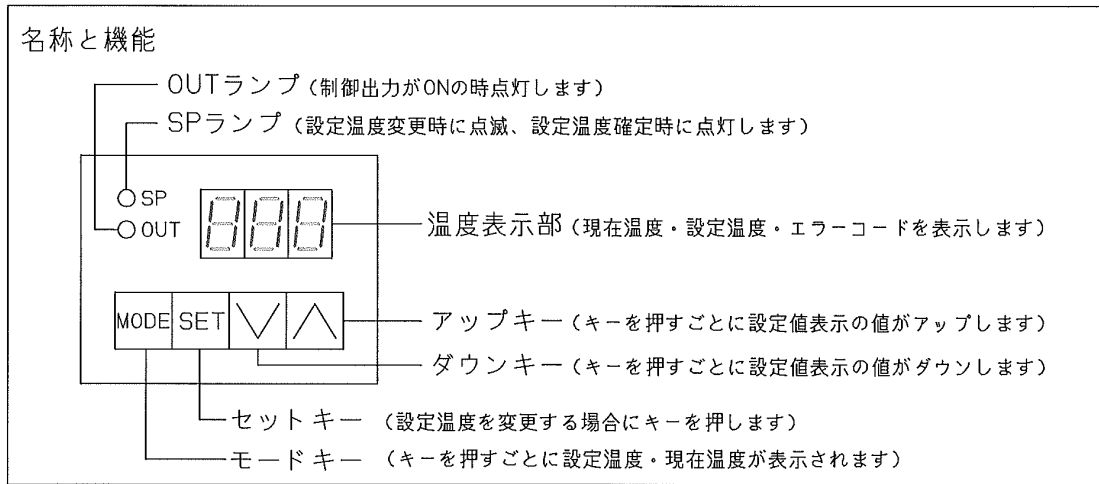 名称と機能
OUTランプ(制御出力がONの時点灯します)
SPランプ(設定温度変更時に点滅、設定温度確定時に点灯します)
SP
OUT
888
温度表示部(現在温度・設定温度・エラーコードを表示します)
MODE SET
アップキー(キーを押すごとに設定値表示の値がアップします)
ダウンキー(キーを押すごとに設定値表示の値がダウンします)
セットキー(設定温度を変更する場合にキーを押します)
モードキー(キーを押すごとに設定温度・現在温度が表示されます)